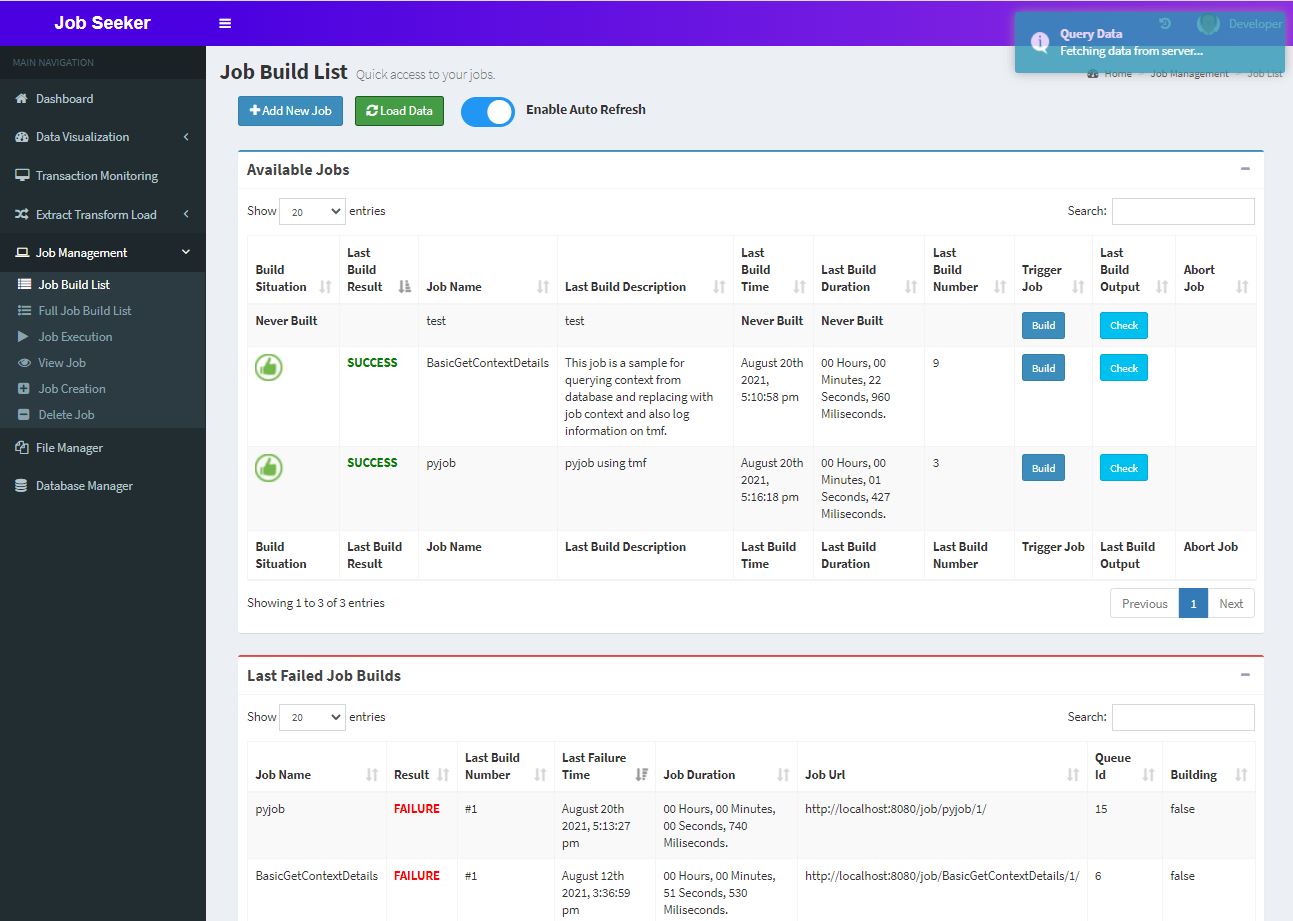 Job Seeker
Query Data
Developer
Fetching data from server...
MAIN NAVIGATION
Dashboard
Data Visualization
Transaction Monitoring
Extract Transform Load
Job Management
Job Build List
Full Job Build List
Job Execution
View Job
Job Creation
Delete Job
File Manager
Database Manager
Job Build List Quick access to your jobs.
Home
Job Management
Job List
Add New Job
Load Data
Enable Auto Refresh
Available Jobs
Show 20 entries
Search:
Build
Situation
Last
Build
Result
Job Name
Last Build Description
Last
Build
Time
Last Build
Duration
Last
Build
Number
Trigger
Job
Last
Build
Output
Abort
Job
Never Built
test
test
Never Built
Never Built
Build
Check
SUCCESS
BasicGetContextDetails
This job is a sample for
querying context from
database and replacing with
job context and also log
information on tmf.
August 20th
2021,
5:10:58 pm
00 Hours, 00
Minutes, 22
Seconds, 960
Miliseconds.
9
Build
Check
SUCCESS
pyjob
pyjob using tmf
August 20th
2021,
5:16:18 pm
00 Hours, 00
Minutes, 01
Seconds, 427
Miliseconds.
3
Build
Check
Build
Situation
Last Build
Result
Job Name
Last Build Description
Last Build
Time
Last Build
Duration
Last Build
Number
Trigger Job
Last Build
Output
Abort Job
Showing 1 to 3 of 3 entries
Previous
1
Next
Last Failed Job Builds
Show 20 entries
Search:
Job Name
Result
Last Build
Number
Last Failure
Time
Job Duration
Job Url
Queue
Id
Building
pyjob
FAILURE
#1
August 20th
2021, 5:13:27
pm
00 Hours, 00 Minutes,
00 Seconds, 740
Miliseconds.
http://localhost:8080/job/pyjob/1/
15
false
BasicGetContextDetails
FAILURE
#1
August 12th
2021, 3:36:59
pm
00 Hours, 00 Minutes,
51 Seconds, 530
Miliseconds.
http://localhost:8080/job/BasicGetContextDetails/1/
6
false